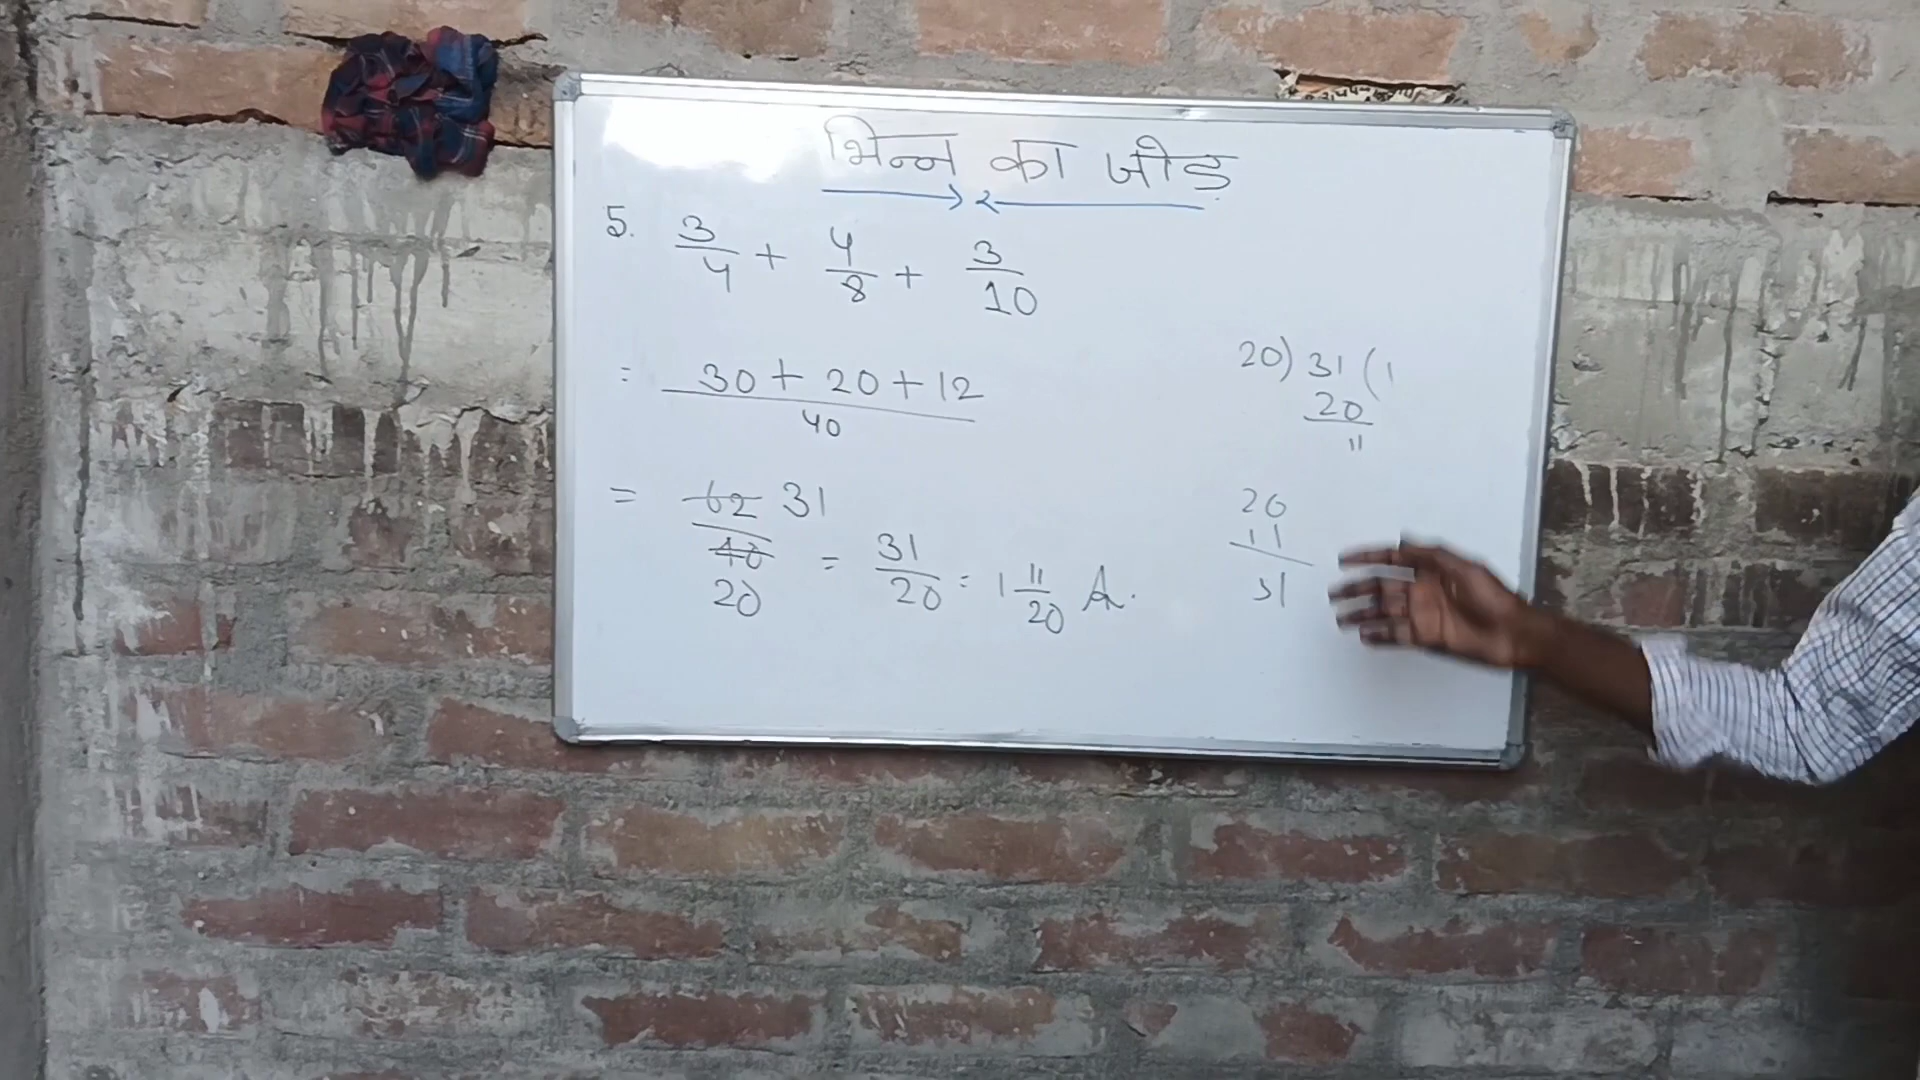 भिन्न का जोड
5. 3/4 + 4/8 + 3/10
= 30 + 20 + 12 / 40
20) 31 (1
20
11
= 62 31 / 40 20 = 31/20 = 1 11/20 A.
20
11
31